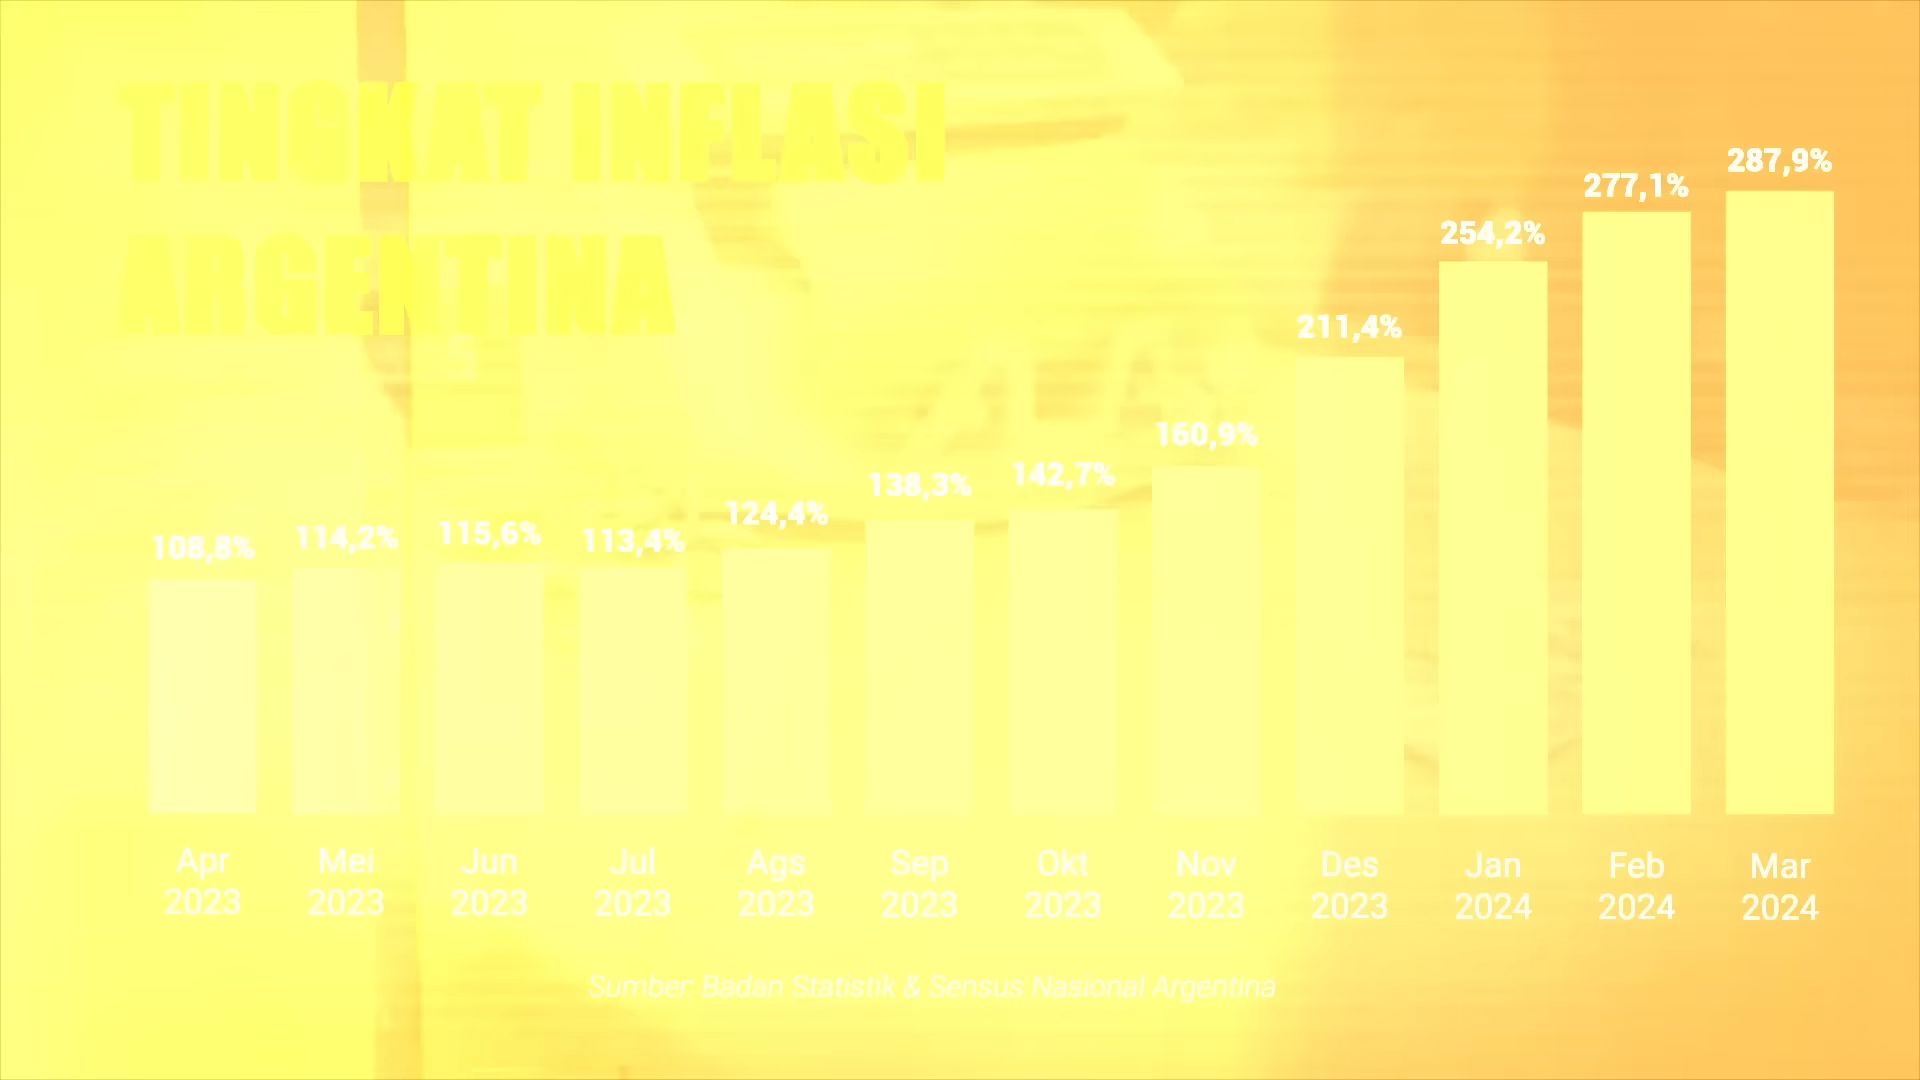 TINGKAT INFLASI
ARGENTINA
108,8%
114,2%
115,6%
113,4%
124,4%
138,3%
142,7%
160,9%
211,4%
254,2%
277,1%
287,9%
Apr
2023
Mei
2023
Jun
2023
Jul
2023
Ags
2023
Sep
2023
Okt
2023
Nov
2023
Des
2023
Jan
2024
Feb
2024
Mar
2024
Sumber: Badan Statistik & Sensus Nasional Argentina